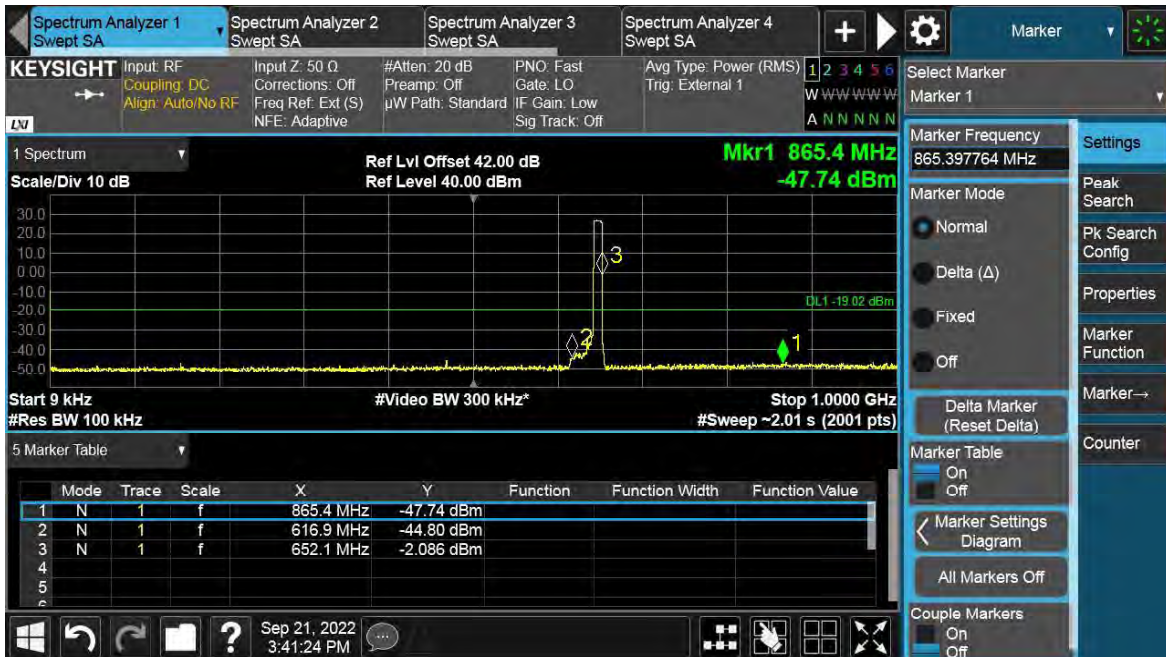 Spectrum Analyzer 1
Swept SA
Spectrum Analyzer 2
Swept SA
Spectrum Analyzer 3
Swept SA
Spectrum Analyzer 4
Swept SA
+
Marker
KEYSIGHT
LXI
Input: RF
Coupling: DC
Align: Auto/No RF
Input Z: 50 Ω
Corrections: Off
Freq Ref: Ext (S)
NFE: Adaptive
#Atten: 20 dB
Preamp: Off
µW Path: Standard
PNO: Fast
Gate: LO
IF Gain: Low
Sig Track: Off
Avg Type: Power (RMS)
Trig: External 1
1 2 3 4 5 6
W W W W W W
A N N N N N
Select Marker
Marker 1
1 Spectrum
Scale/Div 10 dB
Ref Lvl Offset 42.00 dB
Ref Level 40.00 dBm
Mkr1 865.4 MHz
-47.74 dBm
30.0
20.0
10.0
0.00
-10.0
-20.0
-30.0
-40.0
-50.0
3
DL1 -19.02 dBm
2
1
Start 9 kHz
#Video BW 300 kHz*
Stop 1.0000 GHz
#Res BW 100 kHz
#Sweep ~2.01 s (2001 pts)
5 Marker Table
Mode Trace Scale X Y Function Function Width Function Value
1 N 1 f 865.4 MHz -47.74 dBm
2 N 1 f 616.9 MHz -44.80 dBm
3 N 1 f 652.1 MHz -2.086 dBm
4
5
Marker Frequency
865.397764 MHz
Marker Mode
Normal
Delta (Δ)
Fixed
Off
Delta Marker
(Reset Delta)
Marker Table
On
Off
Marker Settings
Diagram
All Markers Off
Couple Markers
On
Off
Settings
Peak
Search
Pk Search
Config
Properties
Marker
Function
Marker→
Counter
?
Sep 21, 2022
3:41:24 PM